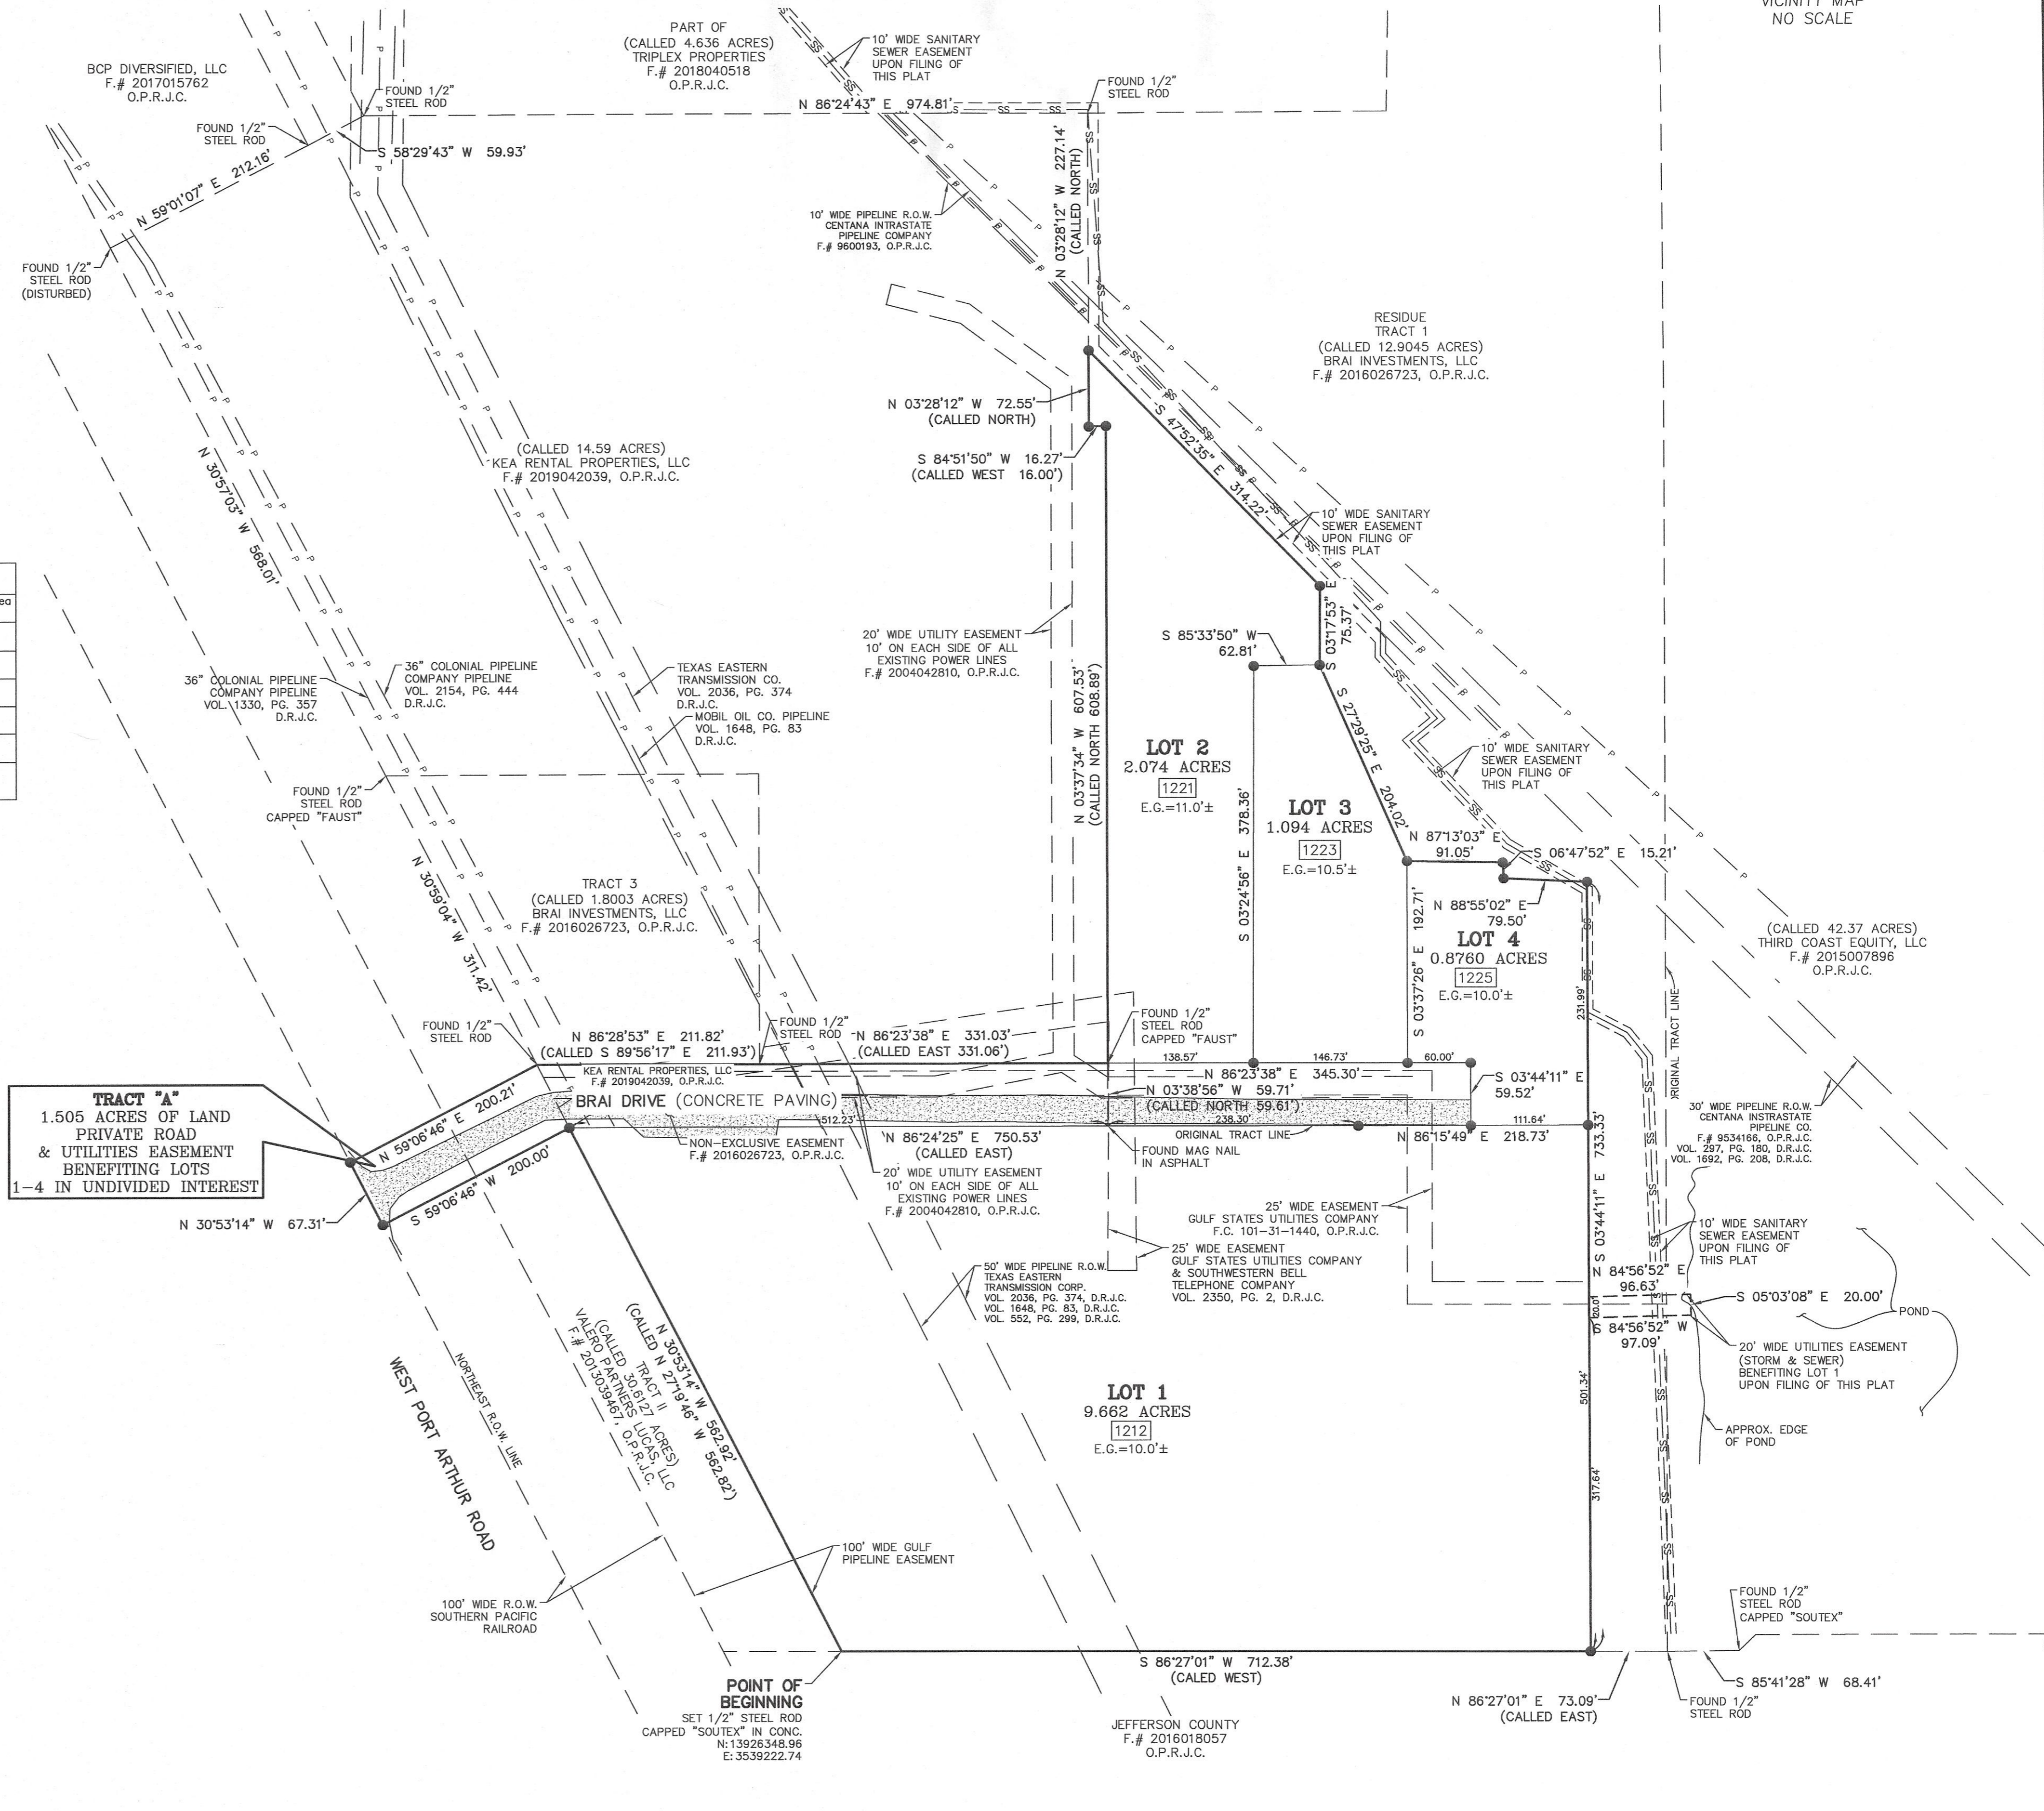 VICINITY MAP
NO SCALE
BCP DIVERSIFIED, LLC
F.# 2017015762
O.P.R.J.C.
FOUND 1/2"
STEEL ROD
FOUND 1/2"
STEEL ROD
S 58°29'43" W 59.93'
N 59°01'07" E 212.16'
FOUND 1/2"
STEEL ROD
(DISTURBED)
PART OF
(CALLED 4.636 ACRES)
TRIPLEX PROPERTIES
F.# 2018040518
O.P.R.J.C.
10' WIDE SANITARY
SEWER EASEMENT
UPON FILING OF
THIS PLAT
N 86°24'43" E 974.81'
FOUND 1/2"
STEEL ROD
N 03°28'12" W 227.14'
(CALLED NORTH)
10' WIDE PIPELINE R.O.W.
CENTANA INTRASTATE
PIPELINE COMPANY
F.# 9600193, O.P.R.J.C.
RESIDUE
TRACT 1
(CALLED 12.9045 ACRES)
BRAI INVESTMENTS, LLC
F.# 2016026723, O.P.R.J.C.
N 03°28'12" W 72.55'
(CALLED NORTH)
S 84°51'50" W 16.27'
(CALLED WEST 16.00')
S 47°52'35" E 314.22'
10' WIDE SANITARY
SEWER EASEMENT
UPON FILING OF
THIS PLAT
(CALLED 14.59 ACRES)
KEA RENTAL PROPERTIES, LLC
F.# 2019042039, O.P.R.J.C.
N 30°57'03" W 568.01'
ea
36" COLONIAL PIPELINE
COMPANY PIPELINE
VOL. 1330, PG. 357
D.R.J.C.
36" COLONIAL PIPELINE
COMPANY PIPELINE
VOL. 2154, PG. 444
D.R.J.C.
TEXAS EASTERN
TRANSMISSION CO.
VOL. 2036, PG. 374
D.R.J.C.
MOBIL OIL CO. PIPELINE
VOL. 1648, PG. 83
D.R.J.C.
20' WIDE UTILITY EASEMENT
10' ON EACH SIDE OF ALL
EXISTING POWER LINES
F.# 2004042810, O.P.R.J.C.
N 03°37'34" W 607.53'
(CALLED NORTH 608.89')
S 85°33'50" W
62.81'
S 03°17'53" E
75.37'
S 27°29'25" E 204.02'
LOT 2
2.074 ACRES
1221
E.G.=11.0'±
S 03°24'56" E 378.36'
LOT 3
1.094 ACRES
1223
E.G.=10.5'±
10' WIDE SANITARY
SEWER EASEMENT
UPON FILING OF
THIS PLAT
N 87°13'03" E
91.05'
S 06°47'52" E 15.21'
N 88°55'02" E
79.50'
S 03°37'26" E 192.71'
LOT 4
0.8760 ACRES
1225
E.G.=10.0'±
231.99'
(CALLED 42.37 ACRES)
THIRD COAST EQUITY, LLC
F.# 2015007896
O.P.R.J.C.
ORIGINAL TRACT LINE
FOUND 1/2"
STEEL ROD
CAPPED "FAUST"
N 30°59'04" W 311.42'
TRACT 3
(CALLED 1.8003 ACRES)
BRAI INVESTMENTS, LLC
F.# 2016026723, O.P.R.J.C.
FOUND 1/2"
STEEL ROD
N 86°28'53" E 211.82'
(CALLED S 89°56'17" E 211.93')
FOUND 1/2"
STEEL ROD
N 86°23'38" E 331.03'
(CALLED EAST 331.06')
FOUND 1/2"
STEEL ROD
CAPPED "FAUST"
138.57'
146.73'
60.00'
N 86°23'38" E 345.30'
S 03°44'11" E
59.52'
KEA RENTAL PROPERTIES, LLC
F.# 2019042039, O.P.R.J.C.
BRAI DRIVE (CONCRETE PAVING)
N 03°38'56" W 59.71'
(CALLED NORTH 59.61')
512.23'
238.30'
111.64'
N 86°24'25" E 750.53'
(CALLED EAST)
ORIGINAL TRACT LINE
N 86°15'49" E 218.73'
FOUND MAG NAIL
IN ASPHALT
NON-EXCLUSIVE EASEMENT
F.# 2016026723, O.P.R.J.C.
20' WIDE UTILITY EASEMENT
10' ON EACH SIDE OF ALL
EXISTING POWER LINES
F.# 2004042810, O.P.R.J.C.
TRACT "A"
1.505 ACRES OF LAND
PRIVATE ROAD
& UTILITIES EASEMENT
BENEFITING LOTS
1-4 IN UNDIVIDED INTEREST
N 59°06'46" E 200.21'
S 59°06'46" W 200.00'
N 30°53'14" W 67.31'
30' WIDE PIPELINE R.O.W.
CENTANA INSTRASTATE
PIPELINE CO.
F.# 9534166, O.P.R.J.C.
VOL. 297, PG. 180, D.R.J.C.
VOL. 1692, PG. 208, D.R.J.C.
25' WIDE EASEMENT
GULF STATES UTILITIES COMPANY
F.C. 101-31-1440, O.P.R.J.C.
25' WIDE EASEMENT
GULF STATES UTILITIES COMPANY
& SOUTHWESTERN BELL
TELEPHONE COMPANY
VOL. 2350, PG. 2, D.R.J.C.
50' WIDE PIPELINE R.O.W.
TEXAS EASTERN
TRANSMISSION CORP.
VOL. 2036, PG. 374, D.R.J.C.
VOL. 1648, PG. 83, D.R.J.C.
VOL. 552, PG. 299, D.R.J.C.
S 03°44'11" E 733.33'
10' WIDE SANITARY
SEWER EASEMENT
UPON FILING OF
THIS PLAT
N 84°56'52" E
96.63'
S 05°03'08" E 20.00'
20.01'
S 84°56'52" W
97.09'
POND
20' WIDE UTILITIES EASEMENT
(STORM & SEWER)
BENEFITING LOT 1
UPON FILING OF THIS PLAT
APPROX. EDGE
OF POND
501.34'
317.64'
LOT 1
9.662 ACRES
1212
E.G.=10.0'±
N 30°53'14" W 562.92'
(CALLED N 27°19'46" W 562.82')
TRACT II
(CALLED 30.6127 ACRES)
VALERO PARTNERS LUCAS, LLC
F.# 2013039467, O.P.R.J.C.
NORTHEAST R.O.W. LINE
WEST PORT ARTHUR ROAD
100' WIDE GULF
PIPELINE EASEMENT
100' WIDE R.O.W.
SOUTHERN PACIFIC
RAILROAD
FOUND 1/2"
STEEL ROD
CAPPED "SOUTEX"
S 86°27'01" W 712.38'
(CALED WEST)
POINT OF
BEGINNING
SET 1/2" STEEL ROD
CAPPED "SOUTEX" IN CONC.
N:13926348.96
E:3539222.74
JEFFERSON COUNTY
F.# 2016018057
O.P.R.J.C.
N 86°27'01" E 73.09'
(CALLED EAST)
FOUND 1/2"
STEEL ROD
S 85°41'28" W 68.41'